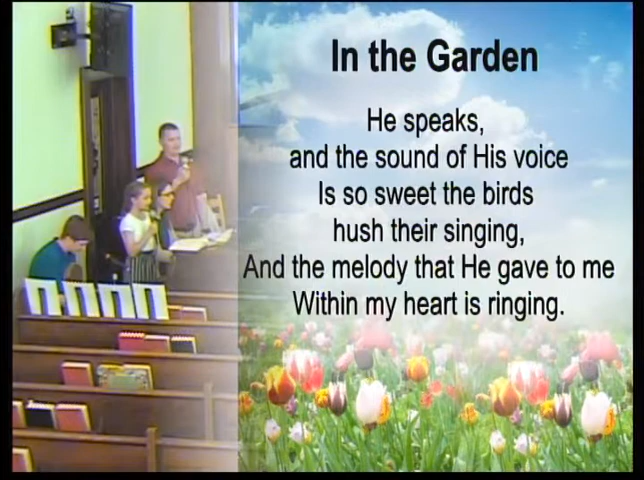 In the Garden
He speaks,
and the sound of His voice
Is so sweet the birds
hush their singing,
And the melody that He gave to me
Within my heart is ringing.